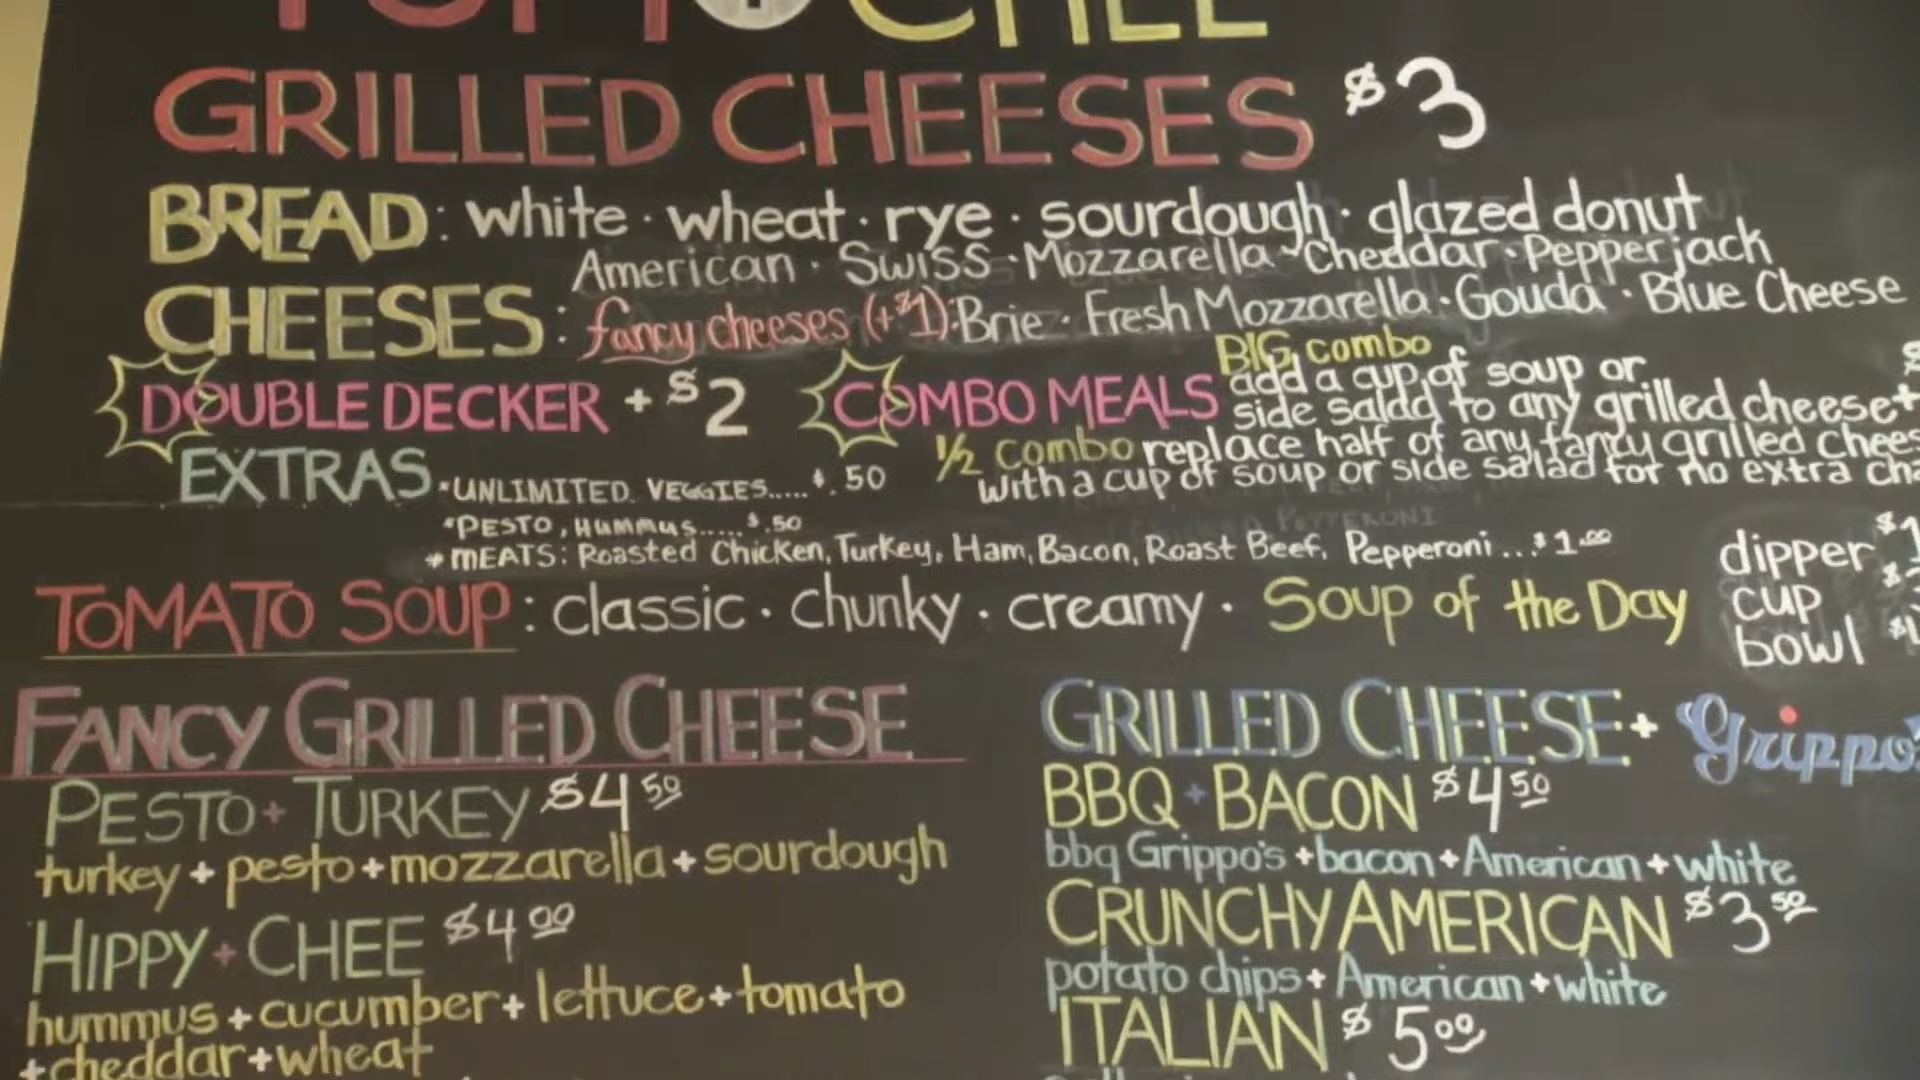 GRILLED CHEESES $3
BREAD: white · wheat · rye · sourdough · glazed donut
American · Swiss · Mozzarella · Cheddar · Pepperjack
CHEESES: fancy cheeses (+$1): Brie · Fresh Mozzarella · Gouda · Blue Cheese
DOUBLE DECKER + $2
COMBO MEALS
BIG combo
add a cup of soup or
side salad to any grilled cheese +
1/2 combo replace half of any fancy grilled
with a cup of soup or side salad for no extra
EXTRAS
•UNLIMITED VEGGIES.....$.50
•PESTO, HUMMUS.....$.50
•MEATS: Roasted Chicken, Turkey, Ham, Bacon, Roast Beef, Pepperoni...$1.00
TOMATO SOUP: classic · chunky · creamy · Soup of the Day
dipper
cup
bowl
FANCY GRILLED CHEESE
PESTO + TURKEY $4 50
turkey + pesto + mozzarella + sourdough
HIPPY + CHEE $4 00
hummus + cucumber + lettuce + tomato
+ cheddar + wheat
GRILLED CHEESE + Grippo's
BBQ + BACON $4 50
bbq Grippo's + bacon + American + white
CRUNCHY AMERICAN $3 50
potato chips + American + white
ITALIAN $5 00